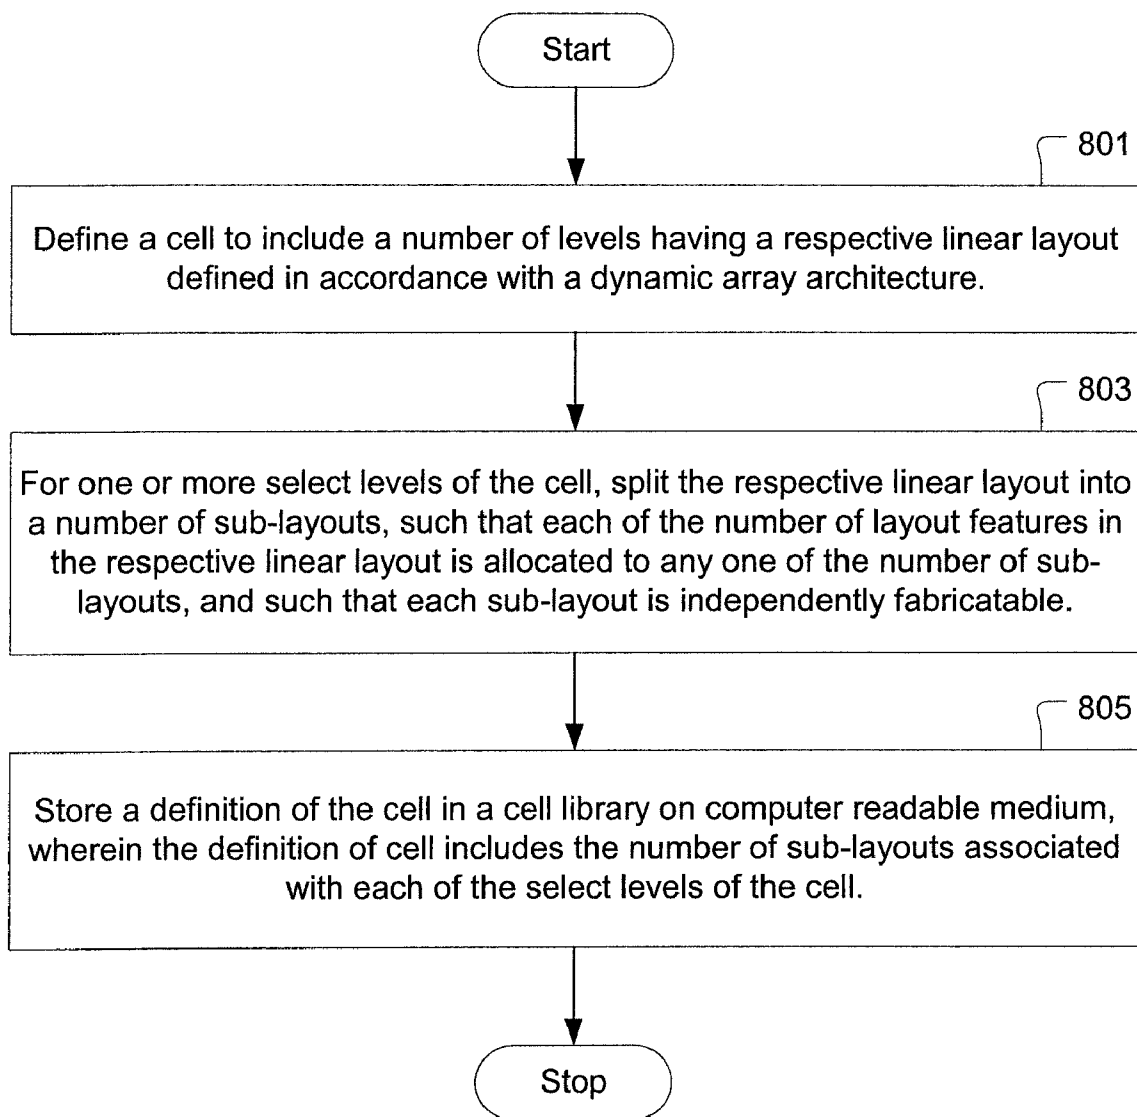 Start
801
Define a cell to include a number of levels having a respective linear layout
defined in accordance with a dynamic array architecture.
803
For one or more select levels of the cell, split the respective linear layout into
a number of sub-layouts, such that each of the number of layout features in
the respective linear layout is allocated to any one of the number of sub-
layouts, and such that each sub-layout is independently fabricatable.
805
Store a definition of the cell in a cell library on computer readable medium,
wherein the definition of cell includes the number of sub-layouts associated
with each of the select levels of the cell.
Stop